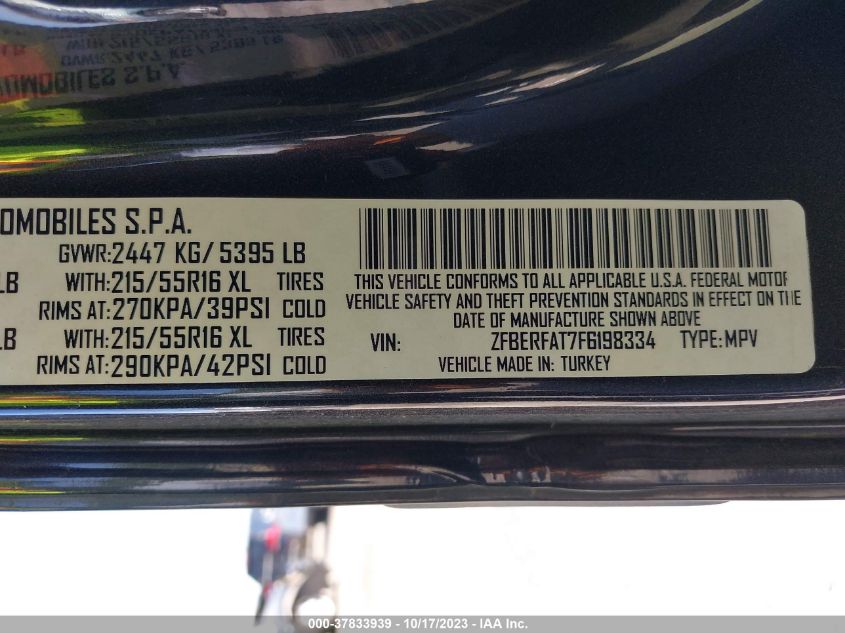 OMOBILES S.P.A.
GVWR:2447 KG/ 5395 LB
LB WITH:215/55R16 XL TIRES
RIMS AT:270KPA/39PSI COLD
LB WITH:215/55R16 XL TIRES
RIMS AT:290KPA/42PSI COLD
THIS VEHICLE CONFORMS TO ALL APPLICABLE U.S.A. FEDERAL MOTOR
VEHICLE SAFETY AND THEFT PREVENTION STANDARDS IN EFFECT ON THE
DATE OF MANUFACTURE SHOWN ABOVE
VIN: ZFBERFAT7F6198334 TYPE:MPV
VEHICLE MADE IN: TURKEY
000-37833939 - 10/17/2023 - IAA Inc.